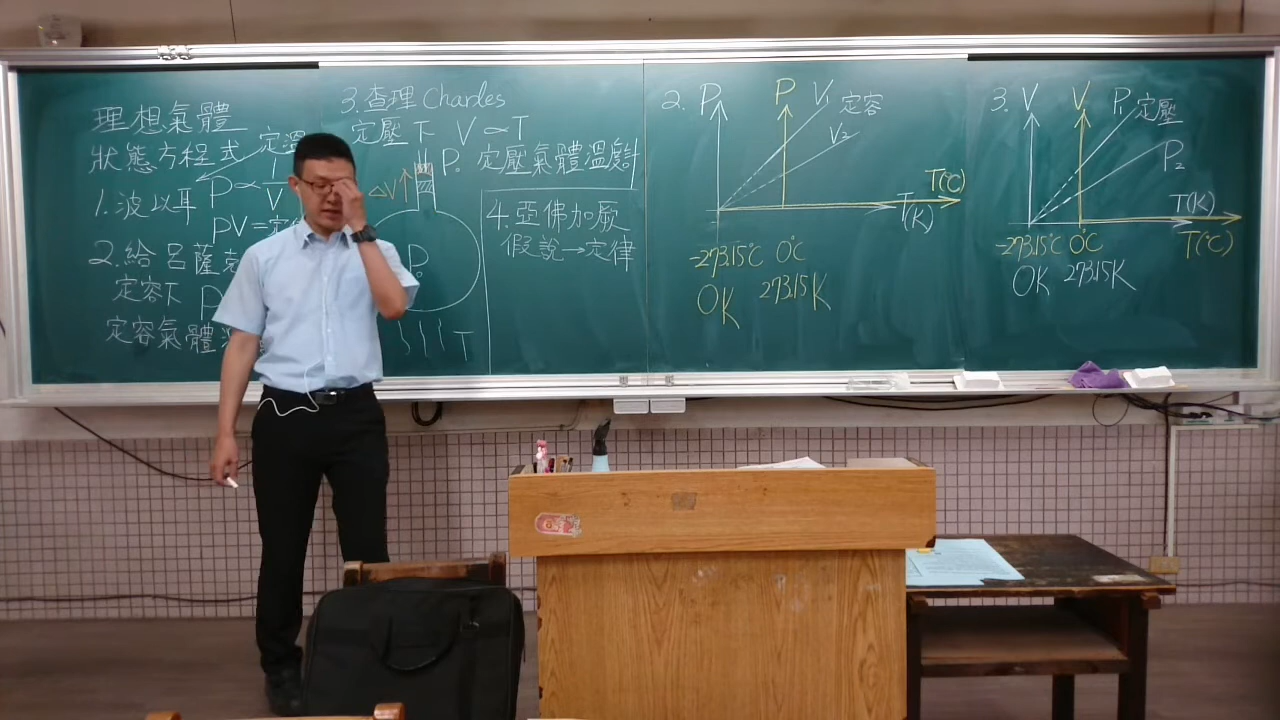 理想氣體
狀態方程式
定溫
1.波以耳 P∝1/V
PV=定
2.給呂薩克
定容下 P
定容氣體
3.查理 Charles
定壓下 V∝T
P.
定壓氣體溫度計
ΔV
P.
T
4.亞佛加厥
假說→定律
2.
P
P
V1 定容
V2
T(℃)
T(K)
-273.15℃ 0℃
0K 273.15K
3.
V
V
P1 定壓
P2
T(K)
T(℃)
-273.15℃ 0℃
0K 273.15K